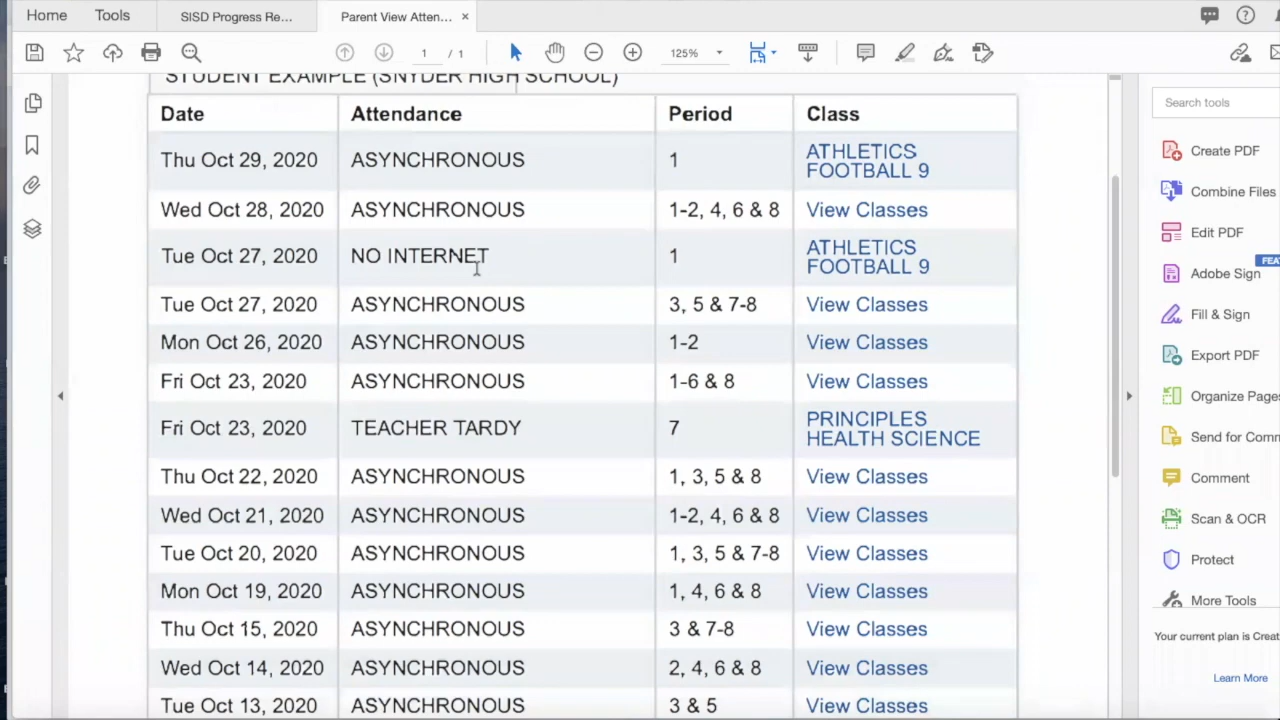 Home Tools SISD Progress Re... Parent View Atten... ×
1 / 1 125%
STUDENT EXAMPLE (SNYDER HIGH SCHOOL)
Date Attendance Period Class
Thu Oct 29, 2020 ASYNCHRONOUS 1 ATHLETICS
FOOTBALL 9
Wed Oct 28, 2020 ASYNCHRONOUS 1-2, 4, 6 & 8 View Classes
Tue Oct 27, 2020 NO INTERNET 1 ATHLETICS
FOOTBALL 9
Tue Oct 27, 2020 ASYNCHRONOUS 3, 5 & 7-8 View Classes
Mon Oct 26, 2020 ASYNCHRONOUS 1-2 View Classes
Fri Oct 23, 2020 ASYNCHRONOUS 1-6 & 8 View Classes
Fri Oct 23, 2020 TEACHER TARDY 7 PRINCIPLES
HEALTH SCIENCE
Thu Oct 22, 2020 ASYNCHRONOUS 1, 3, 5 & 8 View Classes
Wed Oct 21, 2020 ASYNCHRONOUS 1-2, 4, 6 & 8 View Classes
Tue Oct 20, 2020 ASYNCHRONOUS 1, 3, 5 & 7-8 View Classes
Mon Oct 19, 2020 ASYNCHRONOUS 1, 4, 6 & 8 View Classes
Thu Oct 15, 2020 ASYNCHRONOUS 3 & 7-8 View Classes
Wed Oct 14, 2020 ASYNCHRONOUS 2, 4, 6 & 8 View Classes
Tue Oct 13, 2020 ASYNCHRONOUS 3 & 5 View Classes
Search tools
Create PDF
Combine Files
Edit PDF
FEA
Adobe Sign
Fill & Sign
Export PDF
Organize Pages
Send for Com
Comment
Scan & OCR
Protect
More Tools
Your current plan is Creat
Learn More